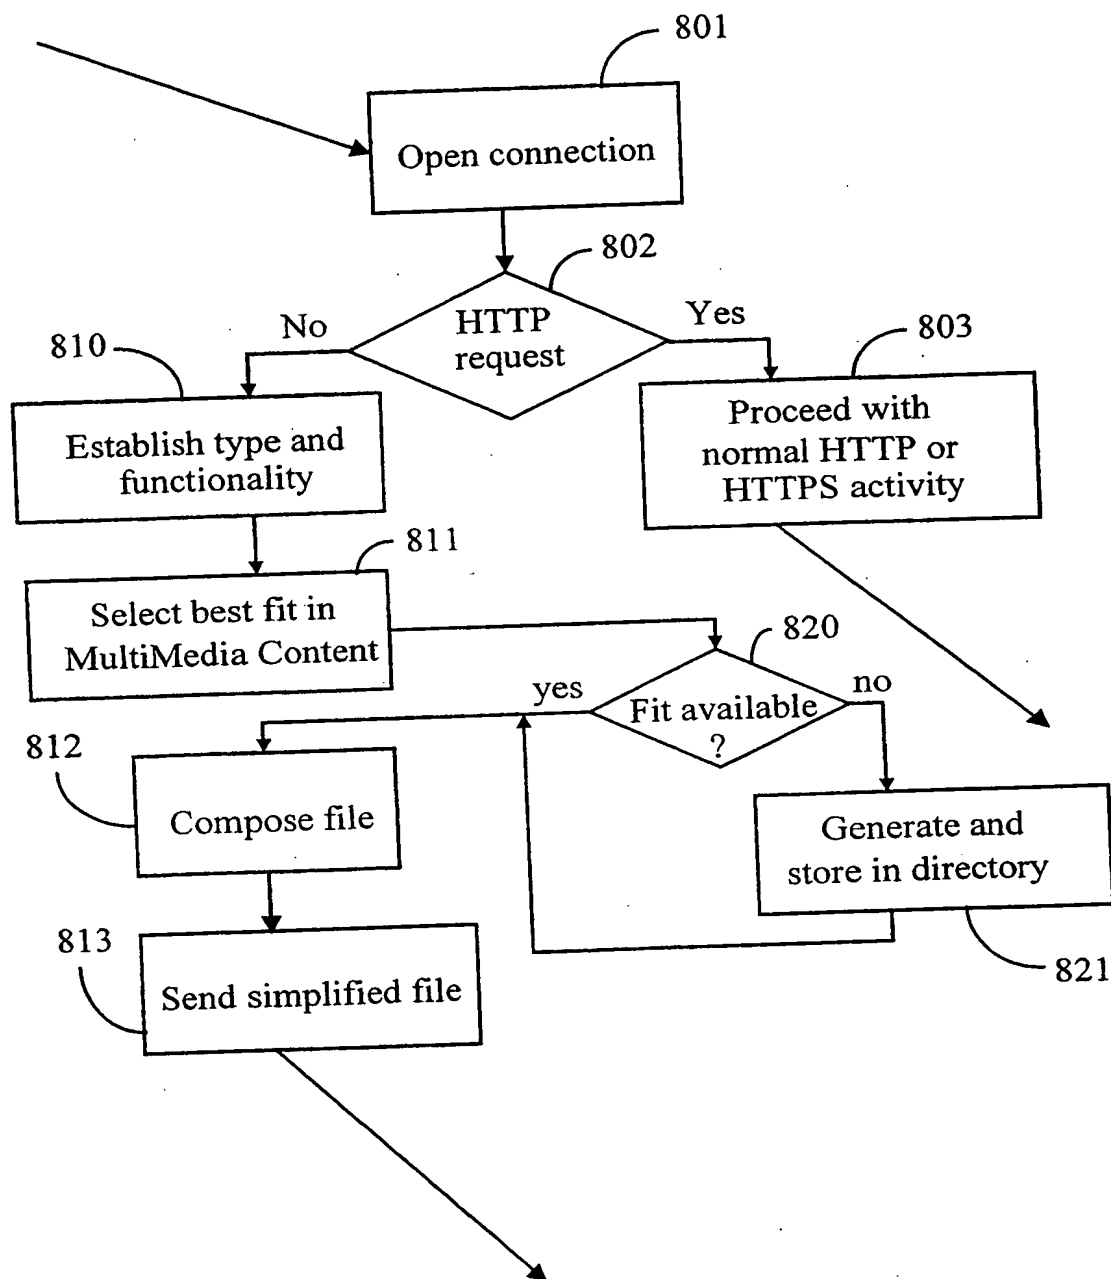 801
Open connection
802
HTTP
request
No
Yes
810
803
Establish type and
functionality
Proceed with
normal HTTP or
HTTPS activity
811
Select best fit in
MultiMedia Content
820
yes
no
Fit available
?
812
Compose file
Generate and
store in directory
813
821
Send simplified file